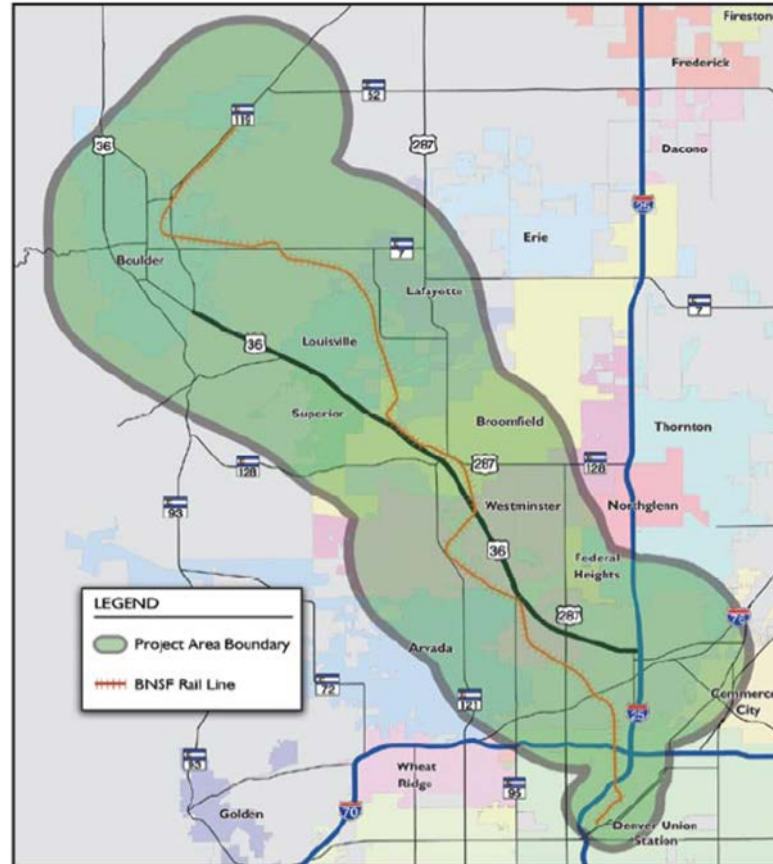 Firestone
Frederick
52
119
36
287
Dacono
25
Erie
Boulder
7
Lafayette
7
36
Louisville
Superior
Broomfield
Thornton
287
128
128
93
Westminster
Northglenn
36
Federal
Heights
287
LEGEND
Project Area Boundary
BNSF Rail Line
Arvada
72
121
25
Commerce
City
93
Wheat
Ridge
95
70
Golden
Denver Union
Station